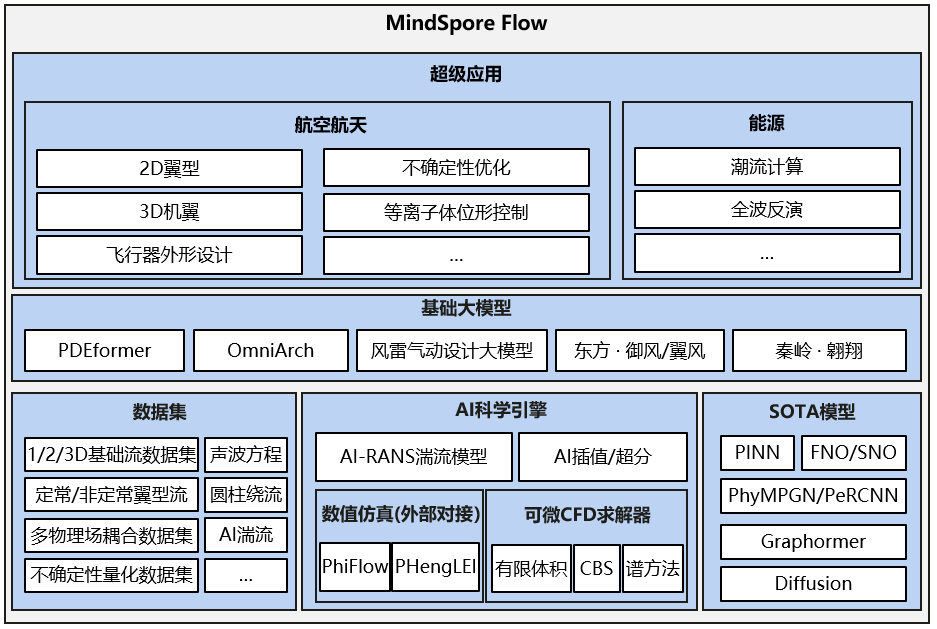 MindSpore Flow
超级应用
航空航天
2D翼型
不确定性优化
3D机翼
等离子体位形控制
飞行器外形设计
...
能源
潮流计算
全波反演
...
基础大模型
PDEformer
OmniArch
风雷气动设计大模型
东方 · 御风/翼风
秦岭 · 翱翔
数据集
1/2/3D基础流数据集
声波方程
定常/非定常翼型流
圆柱绕流
多物理场耦合数据集
AI湍流
不确定性量化数据集
...
AI科学引擎
AI-RANS湍流模型
AI插值/超分
数值仿真(外部对接)
PhiFlow
PHengLEI
可微CFD求解器
有限体积
CBS
谱方法
SOTA模型
PINN
FNO/SNO
PhyMPGN/PeRCNN
Graphormer
Diffusion